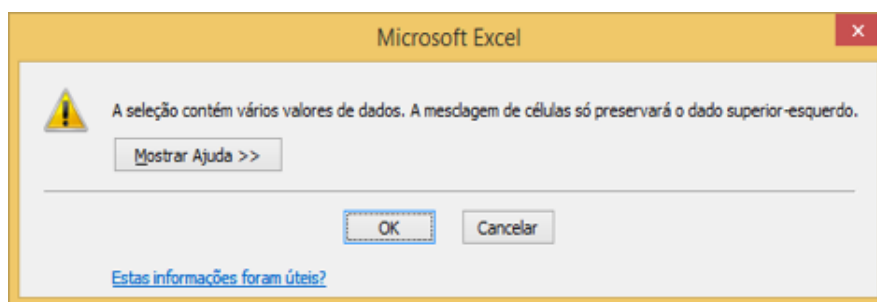 Microsoft Excel
A seleção contém vários valores de dados. A mesclagem de células só preservará o dado superior-esquerdo.
Mostrar Ajuda >>
OK Cancelar
Estas informações foram úteis?